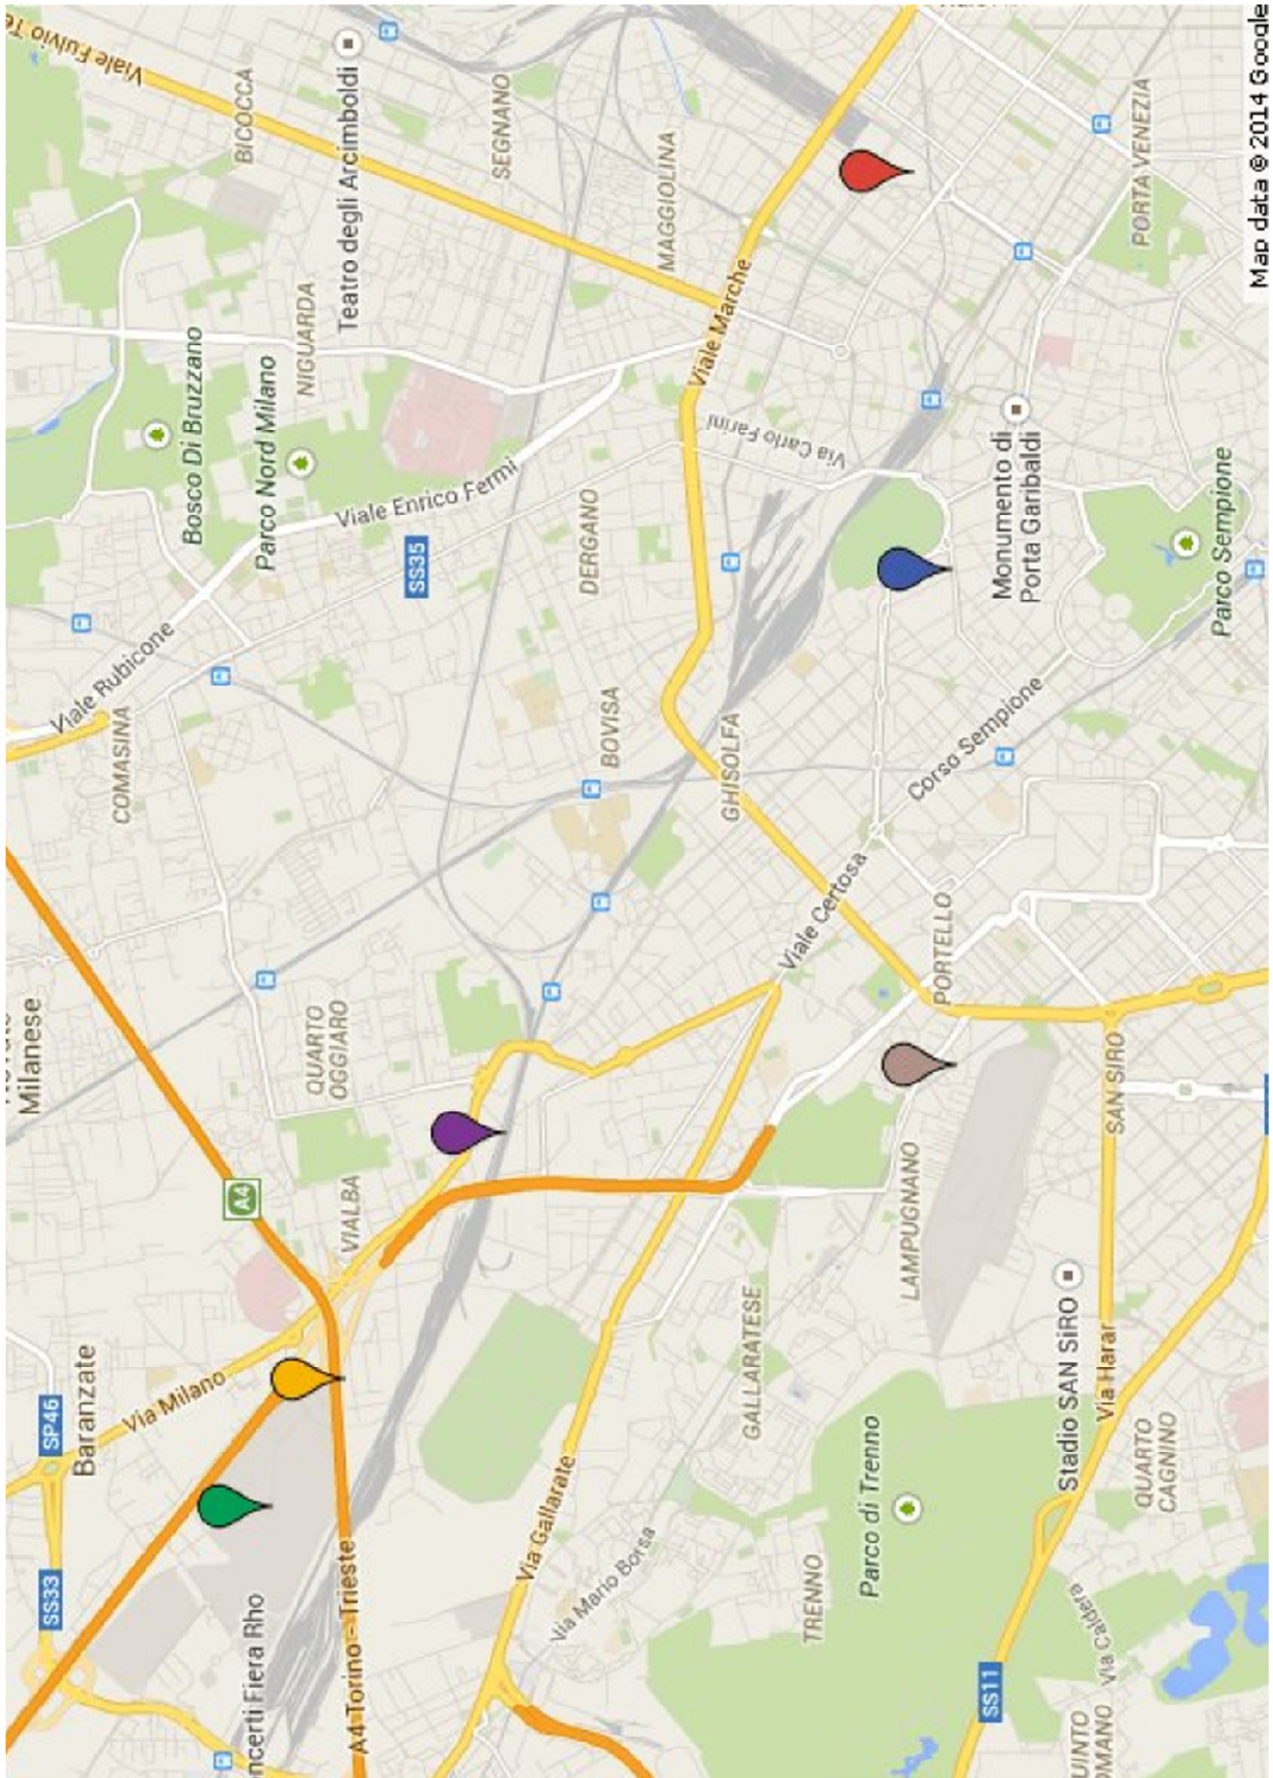 Viale Fulvio Te
BICOCCA
Teatro degli Arcimboldi
SEGNANO
MAGGIOLINA
PORTA VENEZIA
Map data © 2014 Google
Viale Marche
NIGUARDA
Bosco Di Bruzzano
Parco Nord Milano
Viale Enrico Fermi
SS35
DERGANO
Via Carlo Farini
Monumento di
Porta Garibaldi
Parco Sempione
Viale Rubicone
COMASINA
BOVISA
GHISOLFA
Corso Sempione
Viale Certosa
PORTELLO
Milanese
QUARTO
OGGIARO
SAN SIRO
A4
VIALBA
LAMPUGNANO
GALLARATESE
Stadio SAN SIRO
Via Harar
SP46
Baranzate
Via Milano
Parco di Trenno
QUARTO
CAGNINO
Via Gallarate
Via Mario Borsa
TRENNO
SS33
ncerti Fiera Rho
A4 Torino - Trieste
Via Caldera
SS11
UINTO
OMANO